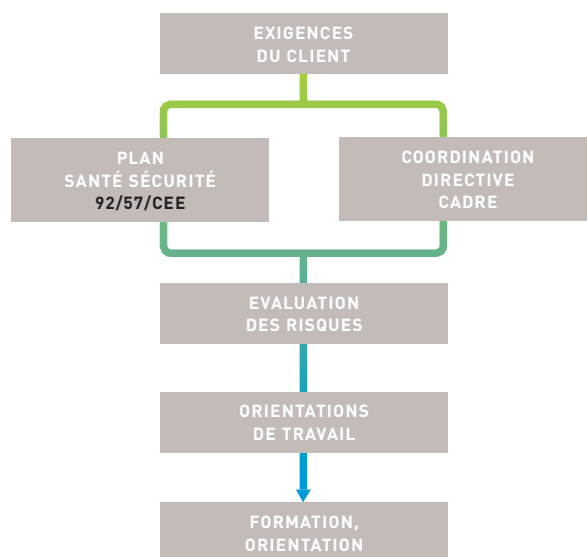 EXIGENCES
DU CLIENT
PLAN
SANTÉ SÉCURITÉ
92/57/CEE
COORDINATION
DIRECTIVE
CADRE
EVALUATION
DES RISQUES
ORIENTATIONS
DE TRAVAIL
FORMATION,
ORIENTATION